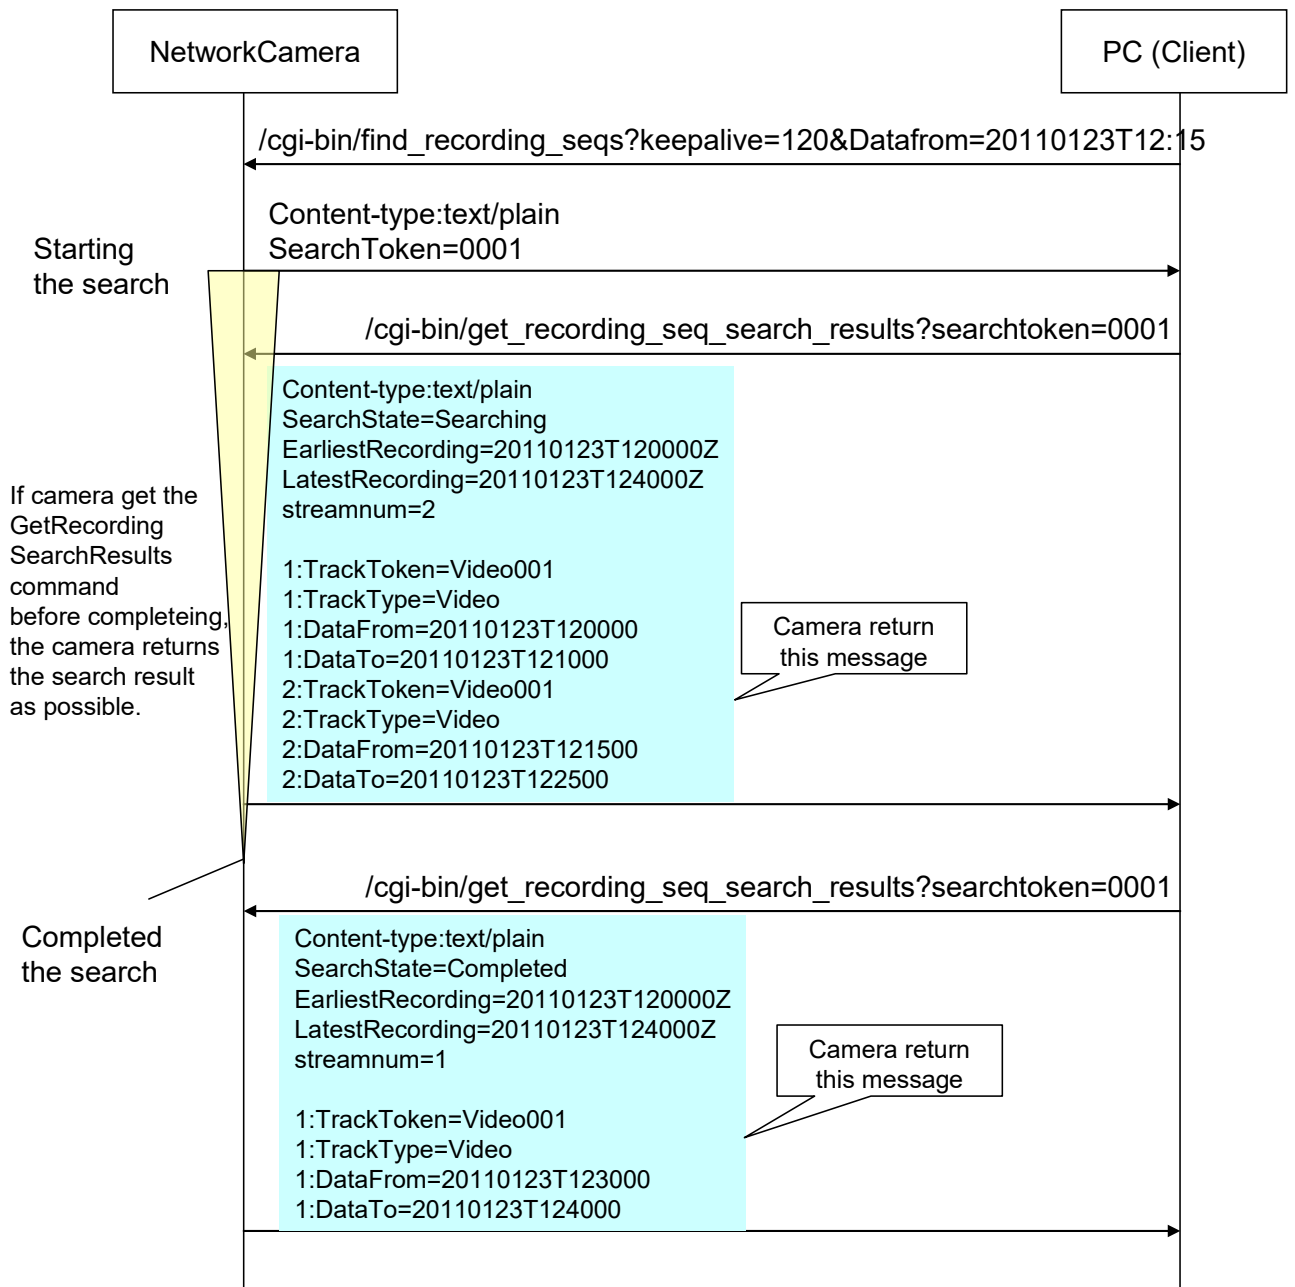 NetworkCamera
PC (Client)
/cgi-bin/find_recording_seqs?keepalive=120&Datafrom=20110123T12:15
Content-type:text/plain
SearchToken=0001
Starting
the search
/cgi-bin/get_recording_seq_search_results?searchtoken=0001
Content-type:text/plain
SearchState=Searching
EarliestRecording=20110123T120000Z
LatestRecording=20110123T124000Z
streamnum=2
1:TrackToken=Video001
1:TrackType=Video
1:DataFrom=20110123T120000
1:DataTo=20110123T121000
2:TrackToken=Video001
2:TrackType=Video
2:DataFrom=20110123T121500
2:DataTo=20110123T122500
If camera get the
GetRecording
SearchResults
command
before completeing,
the camera returns
the search result
as possible.
Camera return
this message
/cgi-bin/get_recording_seq_search_results?searchtoken=0001
Completed
the search
Content-type:text/plain
SearchState=Completed
EarliestRecording=20110123T120000Z
LatestRecording=20110123T124000Z
streamnum=1
1:TrackToken=Video001
1:TrackType=Video
1:DataFrom=20110123T123000
1:DataTo=20110123T124000
Camera return
this message